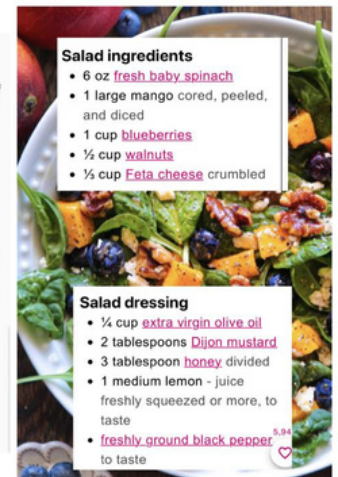 Salad ingredients
• 6 oz fresh baby spinach
• 1 large mango cored, peeled,
and diced
• 1 cup blueberries
• ½ cup walnuts
• ⅓ cup Feta cheese crumbled
Salad dressing
• ¼ cup extra virgin olive oil
• 2 tablespoons Dijon mustard
• 3 tablespoon honey divided
• 1 medium lemon - juice
freshly squeezed or more, to
taste
• freshly ground black pepper
to taste
5,94